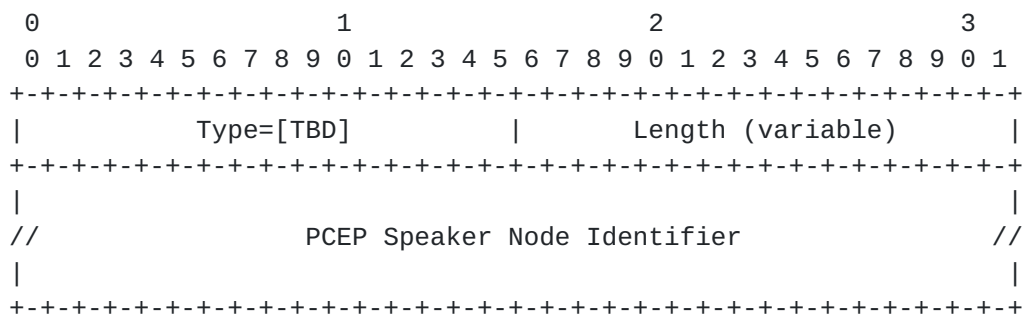 0                   1                   2                   3
 0 1 2 3 4 5 6 7 8 9 0 1 2 3 4 5 6 7 8 9 0 1 2 3 4 5 6 7 8 9 0 1
+-+-+-+-+-+-+-+-+-+-+-+-+-+-+-+-+-+-+-+-+-+-+-+-+-+-+-+-+-+-+-+-+
|           Type=[TBD]          |       Length (variable)       |
+-+-+-+-+-+-+-+-+-+-+-+-+-+-+-+-+-+-+-+-+-+-+-+-+-+-+-+-+-+-+-+-+
|                                                               |
//                 PCEP Speaker Node Identifier                //
|                                                               |
+-+-+-+-+-+-+-+-+-+-+-+-+-+-+-+-+-+-+-+-+-+-+-+-+-+-+-+-+-+-+-+-+